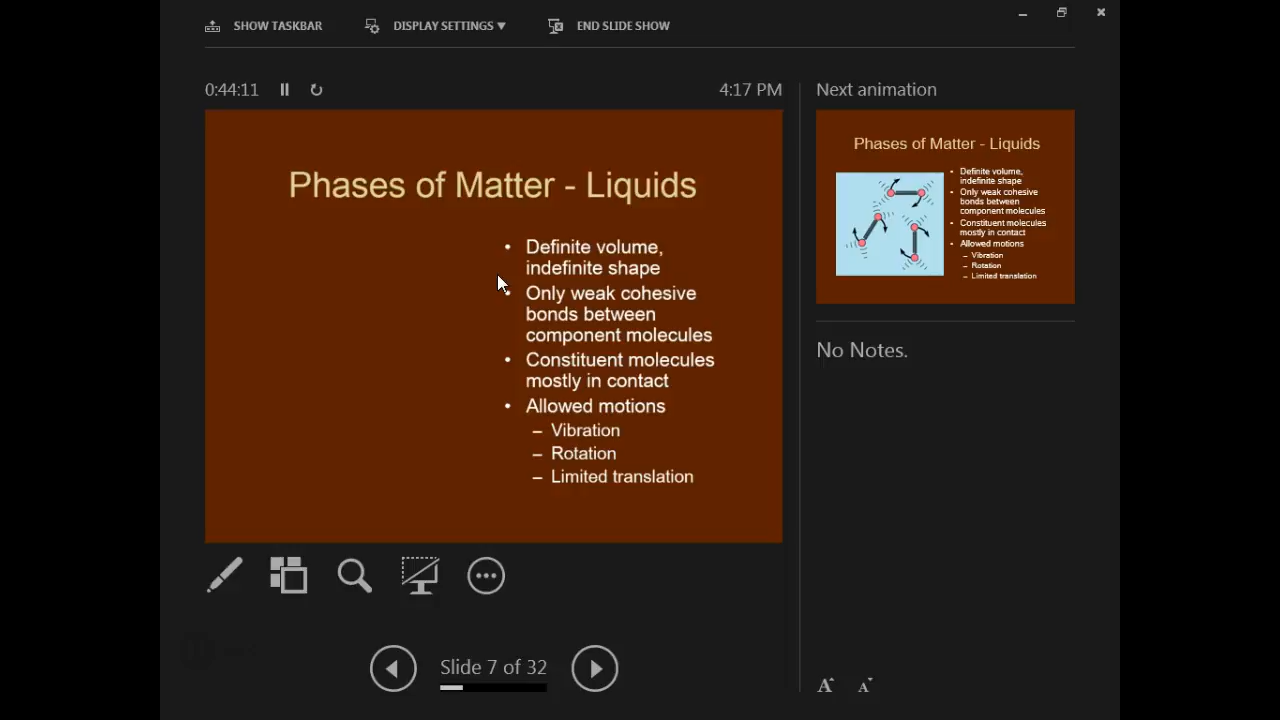 SHOW TASKBAR
DISPLAY SETTINGS ▼
END SLIDE SHOW
0:44:11
4:17 PM
Phases of Matter - Liquids
• Definite volume,
indefinite shape
• Only weak cohesive
bonds between
component molecules
• Constituent molecules
mostly in contact
• Allowed motions
– Vibration
– Rotation
– Limited translation
Slide 7 of 32
Next animation
Phases of Matter - Liquids
• Definite volume,
indefinite shape
• Only weak cohesive
bonds between
component molecules
• Constituent molecules
mostly in contact
• Allowed motions
– Vibration
– Rotation
– Limited translation
No Notes.
A A